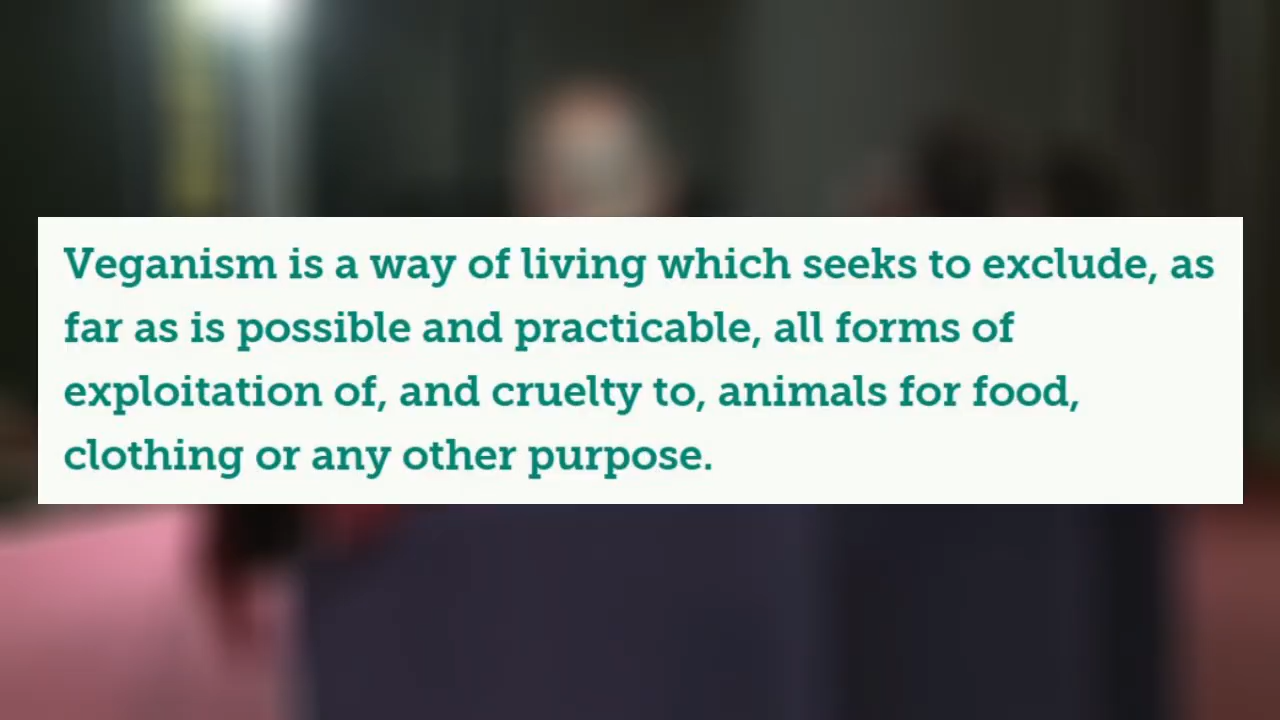 Veganism is a way of living which seeks to exclude, as
far as is possible and practicable, all forms of
exploitation of, and cruelty to, animals for food,
clothing or any other purpose.